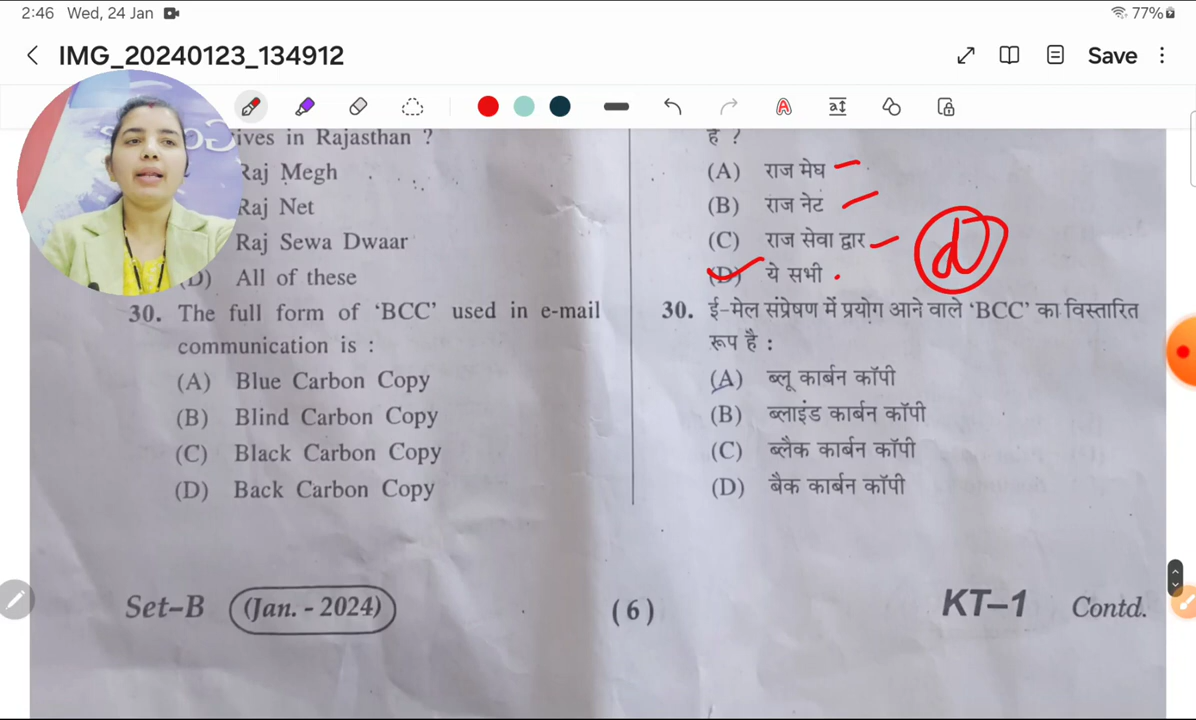 2:46 Wed, 24 Jan
77%
IMG_20240123_134912
Save
ives in Rajasthan ?
Raj Megh
Raj Net
Raj Sewa Dwaar
(D) All of these
30. The full form of ‘BCC’ used in e-mail
communication is :
(A) Blue Carbon Copy
(B) Blind Carbon Copy
(C) Black Carbon Copy
(D) Back Carbon Copy
है ?
(A) राज मेघ
(B) राज नेट
(C) राज सेवा द्वार
(D) ये सभी
d
30. ई-मेल संप्रेषण में प्रयोग आने वाले ‘BCC’ का विस्तारित
रूप है :
(A) ब्लू कार्बन कॉपी
(B) ब्लाइंड कार्बन कॉपी
(C) ब्लैक कार्बन कॉपी
(D) बैक कार्बन कॉपी
Set–B (Jan. - 2024) (6) KT–1 Contd.